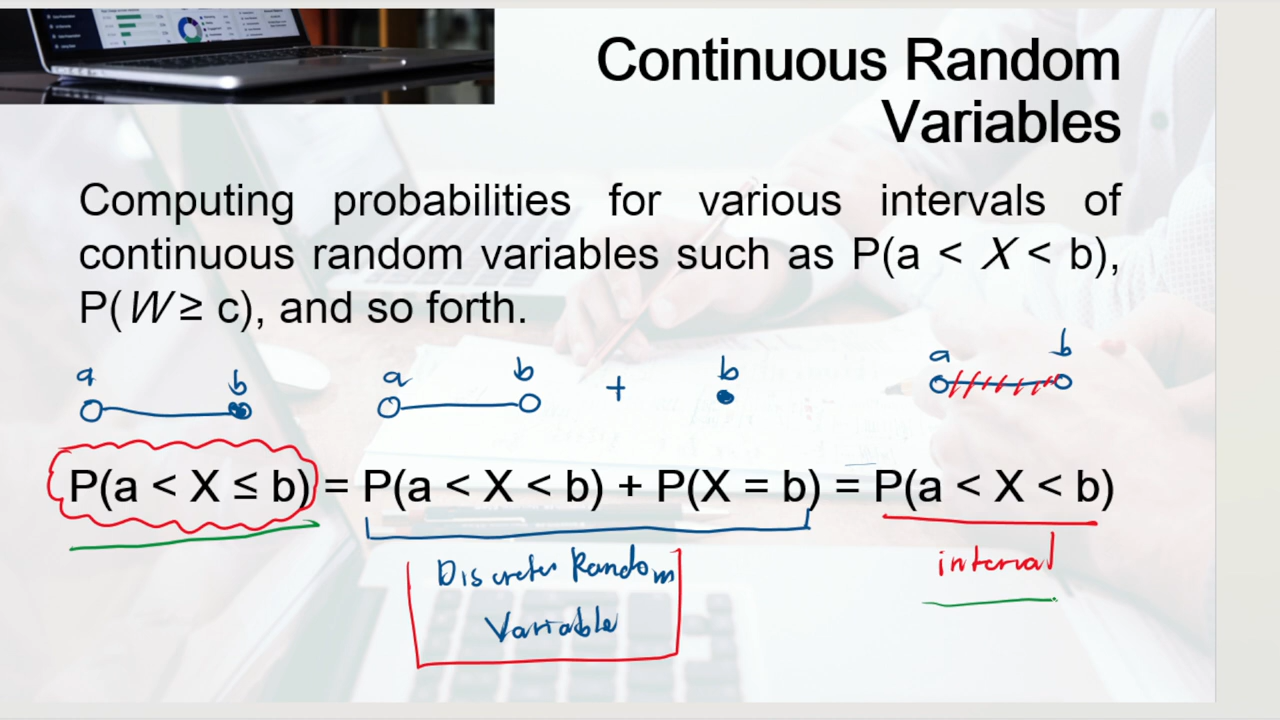 Continuous Random
Variables
Computing probabilities for various intervals of
continuous random variables such as P(a < X < b),
P(W ≥ c), and so forth.
a b a b + b a b
P(a < X ≤ b) = P(a < X < b) + P(X = b) = P(a < X < b)
Discrete Random
Variable
interval